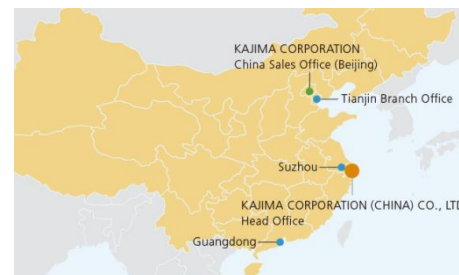 KAJIMA CORPORATION
China Sales Office (Beijing)
Tianjin Branch Office
Suzhou
KAJIMA CORPORATION (CHINA) CO., LTD
Head Office
Guangdong